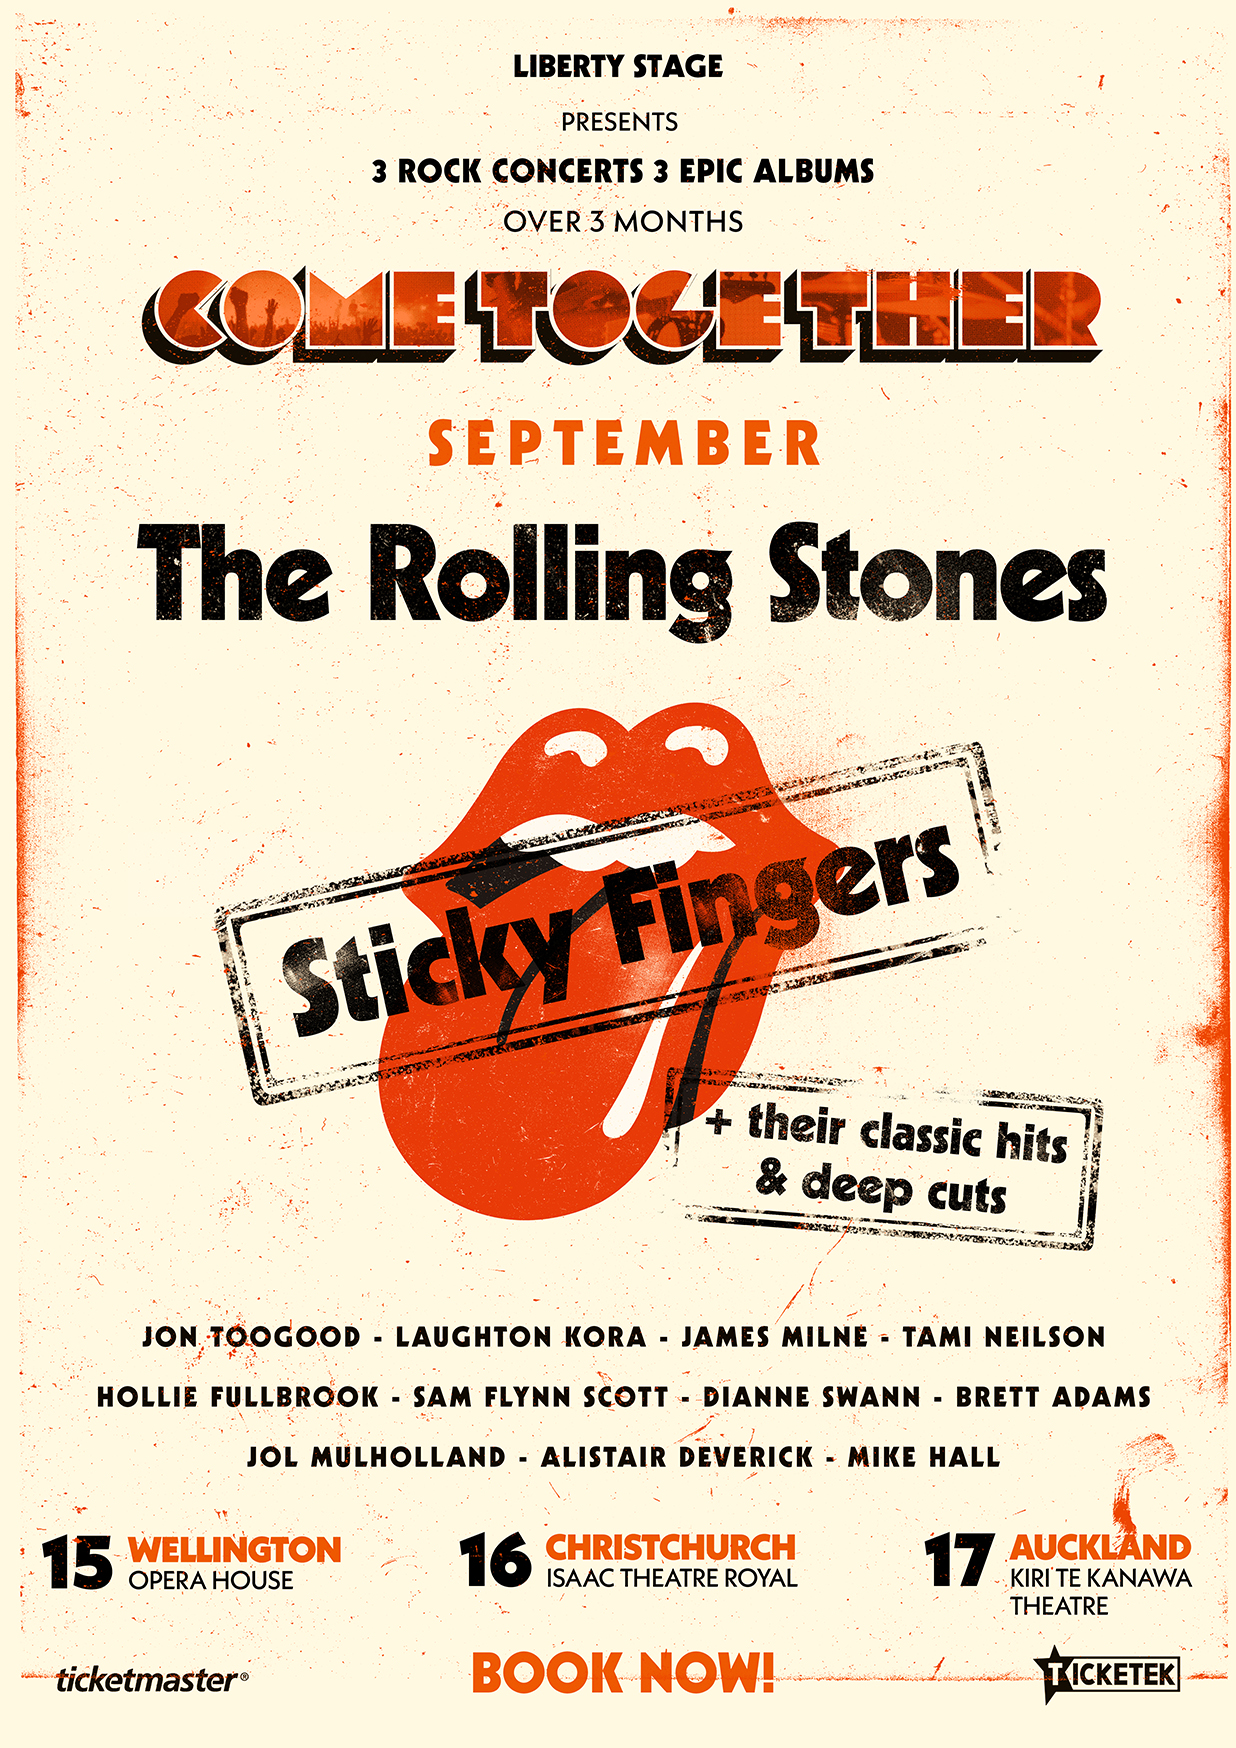 LIBERTY STAGE
PRESENTS
3 ROCK CONCERTS 3 EPIC ALBUMS
OVER 3 MONTHS
COME TOGETHER
SEPTEMBER
The Rolling Stones
Sticky Fingers
+ their classic hits
& deep cuts
JON TOOGOOD - LAUGHTON KORA - JAMES MILNE - TAMI NEILSON
HOLLIE FULLBROOK - SAM FLYNN SCOTT - DIANNE SWANN - BRETT ADAMS
JOL MULHOLLAND - ALISTAIR DEVERICK - MIKE HALL
15 WELLINGTON
OPERA HOUSE
16 CHRISTCHURCH
ISAAC THEATRE ROYAL
17 AUCKLAND
KIRI TE KANAWA
THEATRE
ticketmaster®
BOOK NOW!
TICKETEK